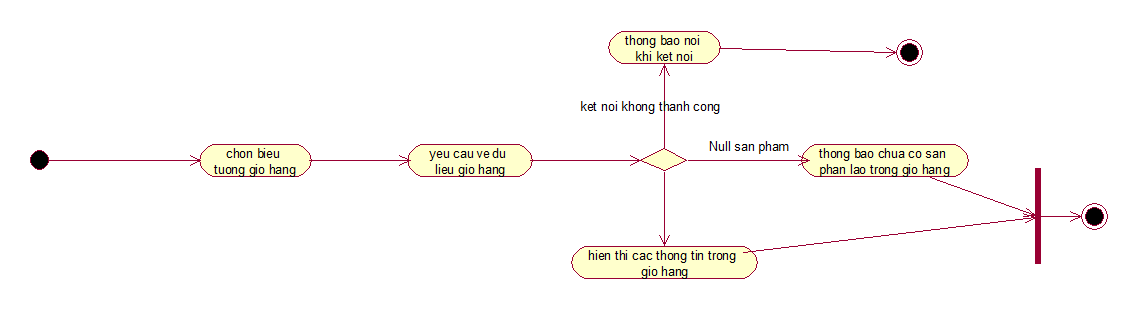 thong bao noi
khi ket noi
ket noi khong thanh cong
chon bieu
tuong gio hang
yeu cau ve du
lieu gio hang
Null san pham
thong bao chua co san
phan lao trong gio hang
hien thi cac thong tin trong
gio hang